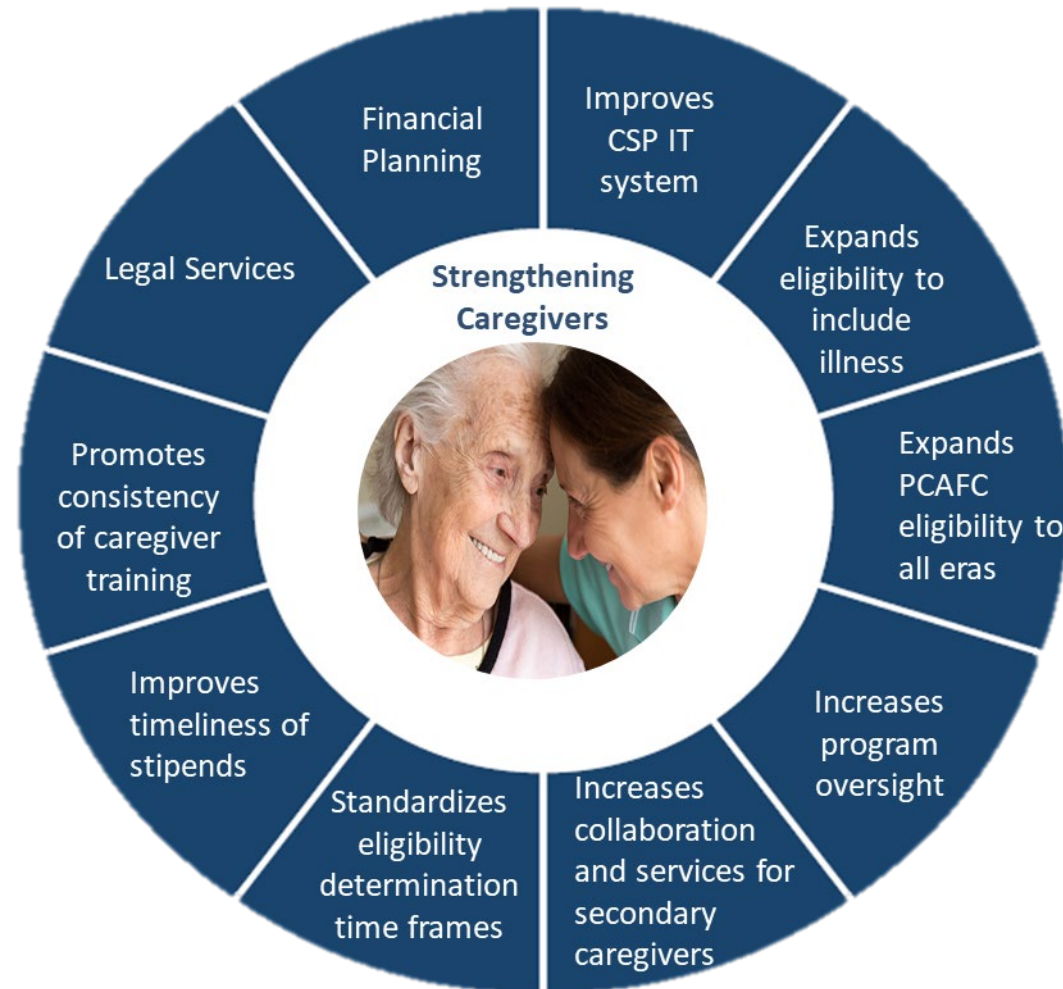 Strengthening
Caregivers
Improves
CSP IT
system
Expands
eligibility to
include
illness
Expands
PCAFC
eligibility to
all eras
Increases
program
oversight
Increases
collaboration
and services for
secondary
caregivers
Standardizes
eligibility
determination
time frames
Improves
timeliness of
stipends
Promotes
consistency
of caregiver
training
Legal Services
Financial
Planning